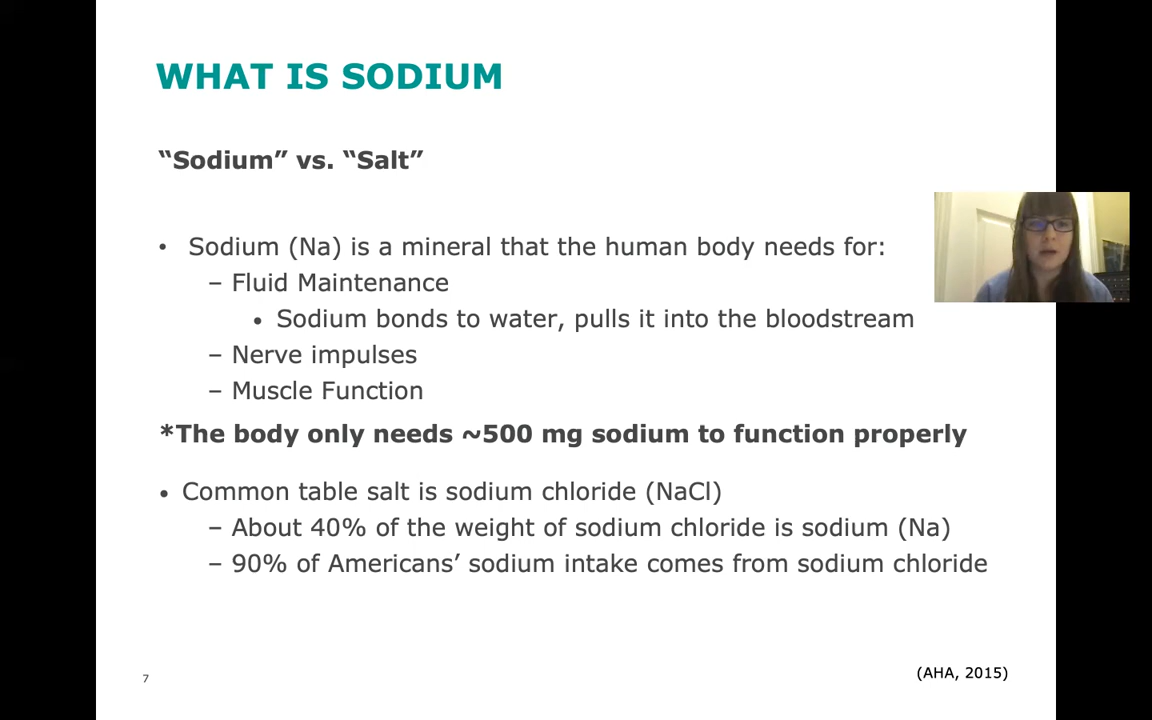 WHAT IS SODIUM
“Sodium” vs. “Salt”
• Sodium (Na) is a mineral that the human body needs for:
– Fluid Maintenance
• Sodium bonds to water, pulls it into the bloodstream
– Nerve impulses
– Muscle Function
*The body only needs ~500 mg sodium to function properly
• Common table salt is sodium chloride (NaCl)
– About 40% of the weight of sodium chloride is sodium (Na)
– 90% of Americans’ sodium intake comes from sodium chloride
7
(AHA, 2015)